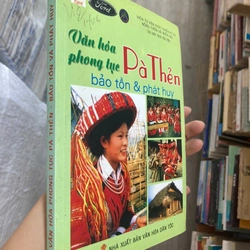 Ford
Văn hóa
phong tục Pà Thẻn
bảo tồn & phát huy
NHÀ XUẤT BẢN VĂN HÓA DÂN TỘC
VĂN HÓA PHONG TỤC PÀ THẺN BẢO TỒN VÀ PHÁT HUY